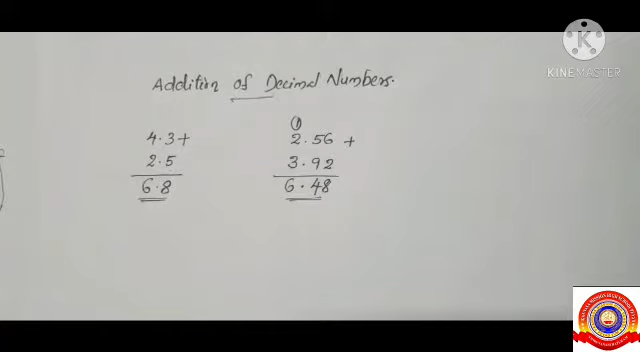 KINEMASTER
Addition of Decimal Numbers.
①
4.3+ 2.56 +
2.5 3.92
6.8 6.48